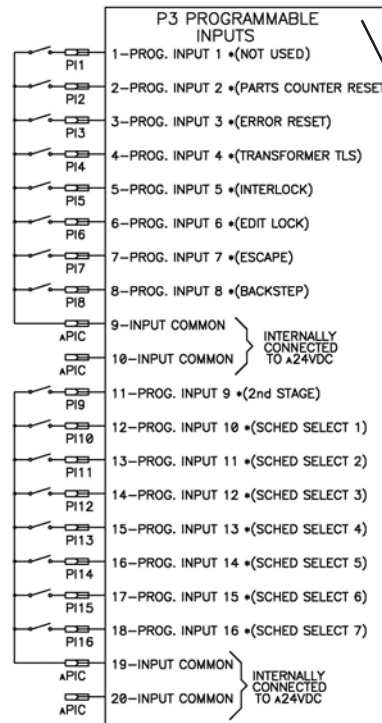 P3 PROGRAMMABLE
INPUTS
1-PROG. INPUT 1 *(NOT USED)
PI1
2-PROG. INPUT 2 *(PARTS COUNTER RESET
PI2
3-PROG. INPUT 3 *(ERROR RESET)
PI3
4-PROG. INPUT 4 *(TRANSFORMER TLS)
PI4
5-PROG. INPUT 5 *(INTERLOCK)
PI5
6-PROG. INPUT 6 *(EDIT LOCK)
PI6
7-PROG. INPUT 7 *(ESCAPE)
PI7
8-PROG. INPUT 8 *(BACKSTEP)
PI8
9-INPUT COMMON
APIC
10-INPUT COMMON
APIC
INTERNALLY
CONNECTED
TO A24VDC
11-PROG. INPUT 9 *(2nd STAGE)
PI9
12-PROG. INPUT 10 *(SCHED SELECT 1)
PI10
13-PROG. INPUT 11 *(SCHED SELECT 2)
PI11
14-PROG. INPUT 12 *(SCHED SELECT 3)
PI12
15-PROG. INPUT 13 *(SCHED SELECT 4)
PI13
16-PROG. INPUT 14 *(SCHED SELECT 5)
PI14
17-PROG. INPUT 15 *(SCHED SELECT 6)
PI15
18-PROG. INPUT 16 *(SCHED SELECT 7)
PI16
19-INPUT COMMON
APIC
20-INPUT COMMON
APIC
INTERNALLY
CONNECTED
TO A24VDC